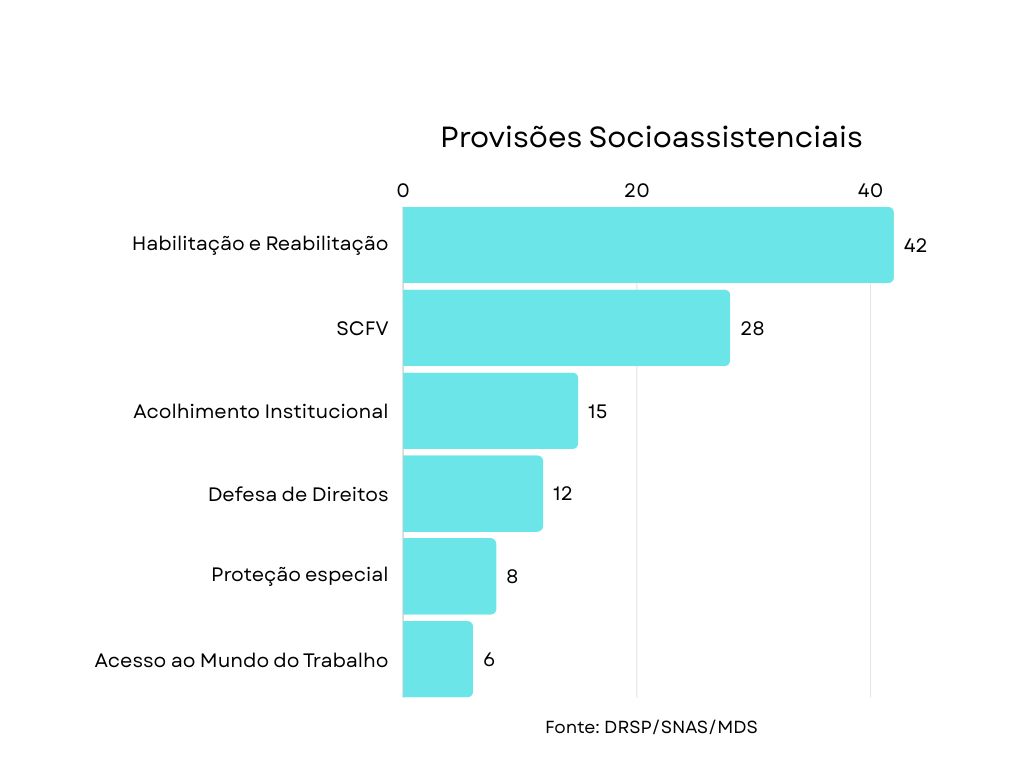 Provisões Socioassistenciais
0 20 40
Habilitação e Reabilitação 42
SCFV 28
Acolhimento Institucional 15
Defesa de Direitos 12
Proteção especial 8
Acesso ao Mundo do Trabalho 6
Fonte: DRSP/SNAS/MDS